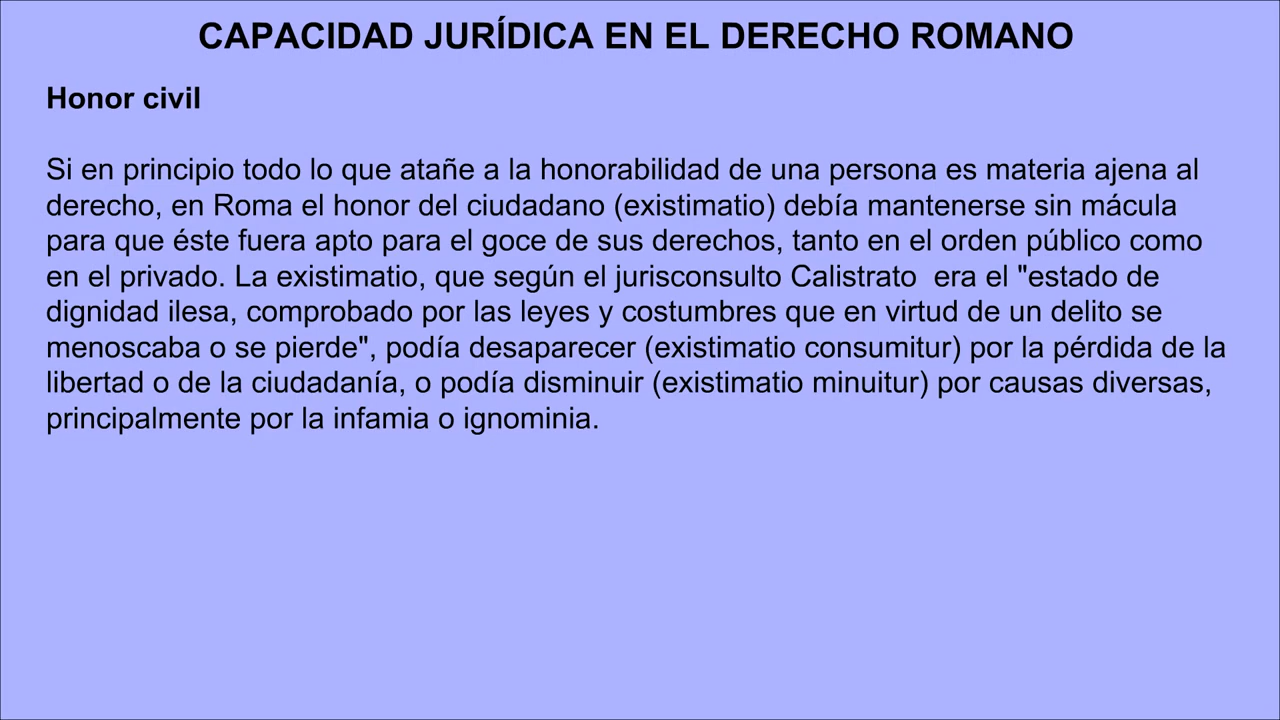 CAPACIDAD JURÍDICA EN EL DERECHO ROMANO
Honor civil
Si en principio todo lo que atañe a la honorabilidad de una persona es materia ajena al
derecho, en Roma el honor del ciudadano (existimatio) debía mantenerse sin mácula
para que éste fuera apto para el goce de sus derechos, tanto en el orden público como
en el privado. La existimatio, que según el jurisconsulto Calistrato  era el "estado de
dignidad ilesa, comprobado por las leyes y costumbres que en virtud de un delito se
menoscaba o se pierde", podía desaparecer (existimatio consumitur) por la pérdida de la
libertad o de la ciudadanía, o podía disminuir (existimatio minuitur) por causas diversas,
principalmente por la infamia o ignominia.